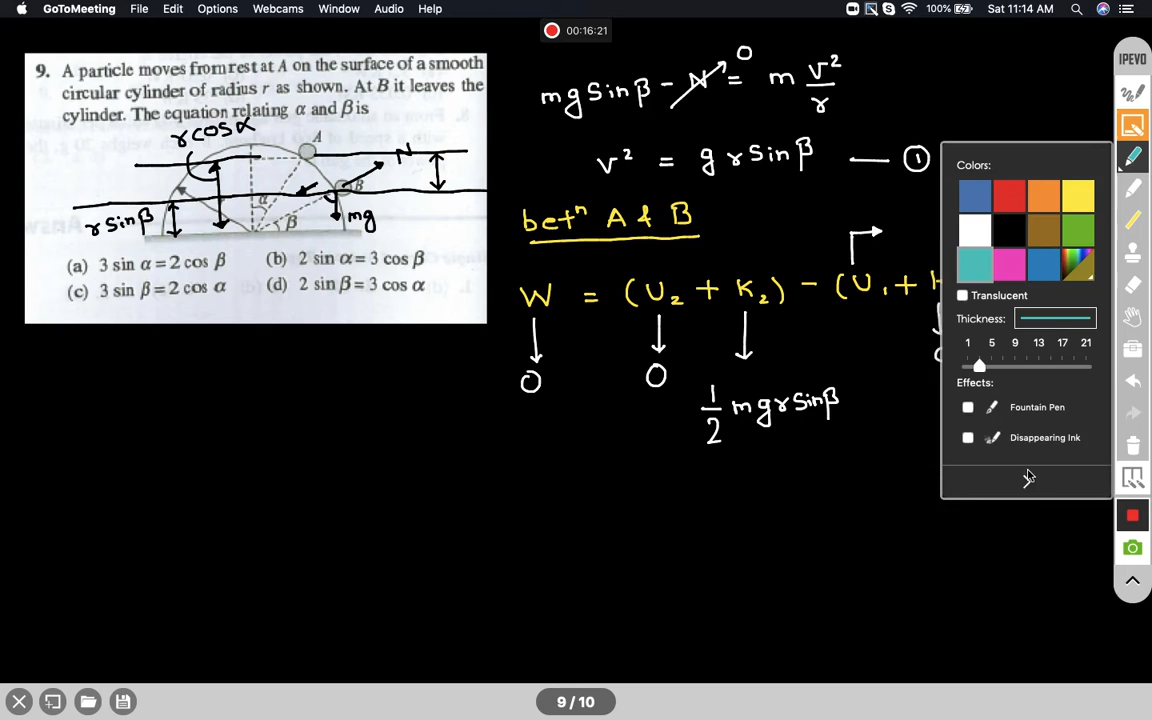 GoToMeeting File Edit Options Webcams Window Audio Help 100% Sat 11:14 AM
00:16:21
IPEVO
9. A particle moves from rest at A on the surface of a smooth
circular cylinder of radius r as shown. At B it leaves the
cylinder. The equation relating α and β is
r cos α
A
N
B
α
β
r sin β
mg
(a) 3 sin α = 2 cos β (b) 2 sin α = 3 cos β
(c) 3 sin β = 2 cos α (d) 2 sin β = 3 cos α
mg sin β - N = m v²/r
0
v² = g r sin β — ①
betⁿ A & B
W = (U₂ + K₂) - (U₁ +
0 0
1/2 mgr sin β
Colors:
Translucent
Thickness:
1 5 9 13 17 21
Effects:
Fountain Pen
Disappearing Ink
9 / 10